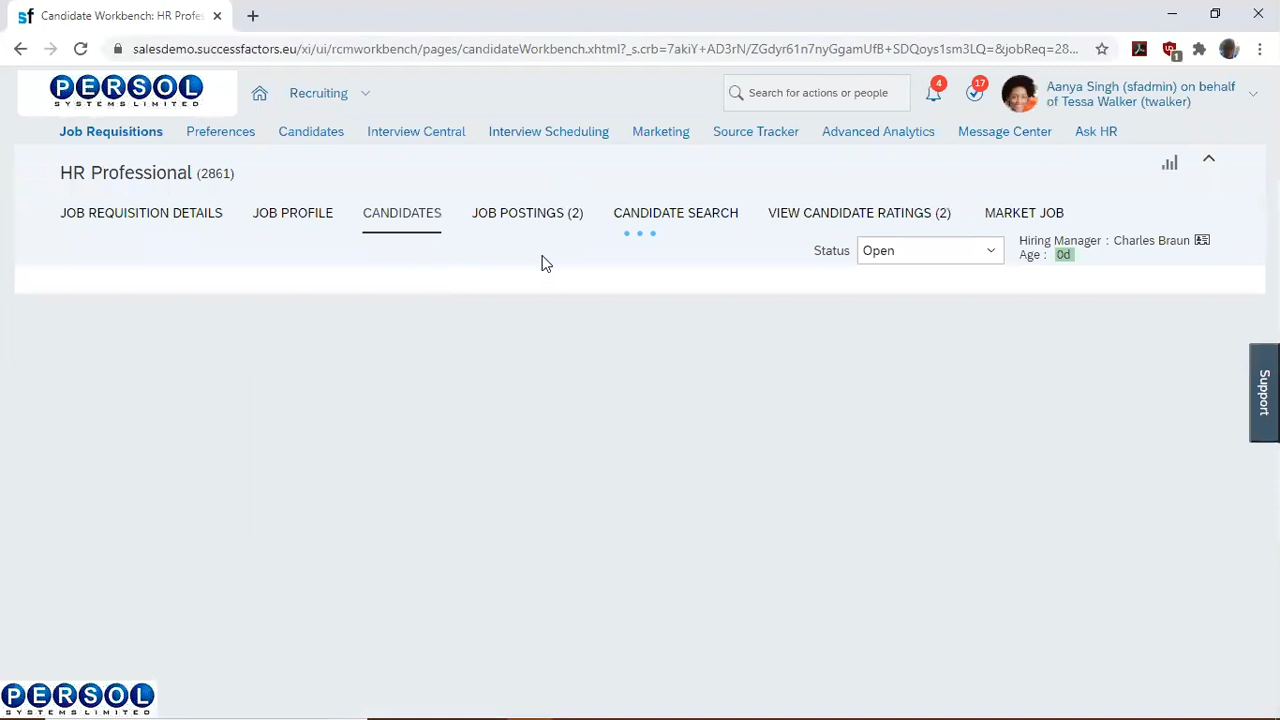 Candidate Workbench: HR Profes
salesdemo.successfactors.eu/xi/ui/rcmworkbench/pages/candidateWorkbench.xhtml?_s.crb=7akiY+AD3rN/ZGdyr61n7nyGgamUfB+SDQoys1sm3LQ=&jobReq=28...
1
PERSOL
SYSTEMS LIMITED
Recruiting
Search for actions or people
4
17
Aanya Singh (sfadmin) on behalf
of Tessa Walker (twalker)
Job Requisitions Preferences Candidates Interview Central Interview Scheduling Marketing Source Tracker Advanced Analytics Message Center Ask HR
HR Professional (2861)
JOB REQUISITION DETAILS JOB PROFILE CANDIDATES JOB POSTINGS (2) CANDIDATE SEARCH VIEW CANDIDATE RATINGS (2) MARKET JOB
Status Open
Hiring Manager : Charles Braun
Age : 0d
Support
PERSOL
SYSTEMS LIMITED